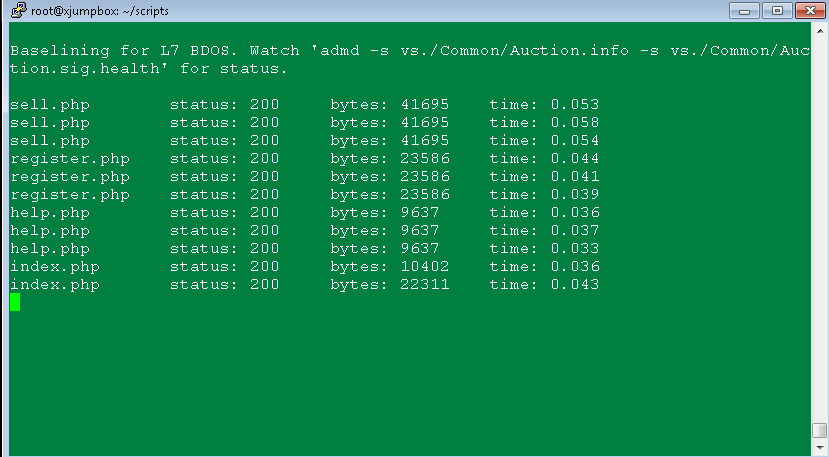 root@xjumpbox: ~/scripts
Baselining for L7 BDOS. Watch 'admd -s vs./Common/Auction.info -s vs./Common/Auc
tion.sig.health' for status.
sell.php status: 200 bytes: 41695 time: 0.053
sell.php status: 200 bytes: 41695 time: 0.058
sell.php status: 200 bytes: 41695 time: 0.054
register.php status: 200 bytes: 23586 time: 0.044
register.php status: 200 bytes: 23586 time: 0.041
register.php status: 200 bytes: 23586 time: 0.039
help.php status: 200 bytes: 9637 time: 0.036
help.php status: 200 bytes: 9637 time: 0.037
help.php status: 200 bytes: 9637 time: 0.033
index.php status: 200 bytes: 10402 time: 0.036
index.php status: 200 bytes: 22311 time: 0.043